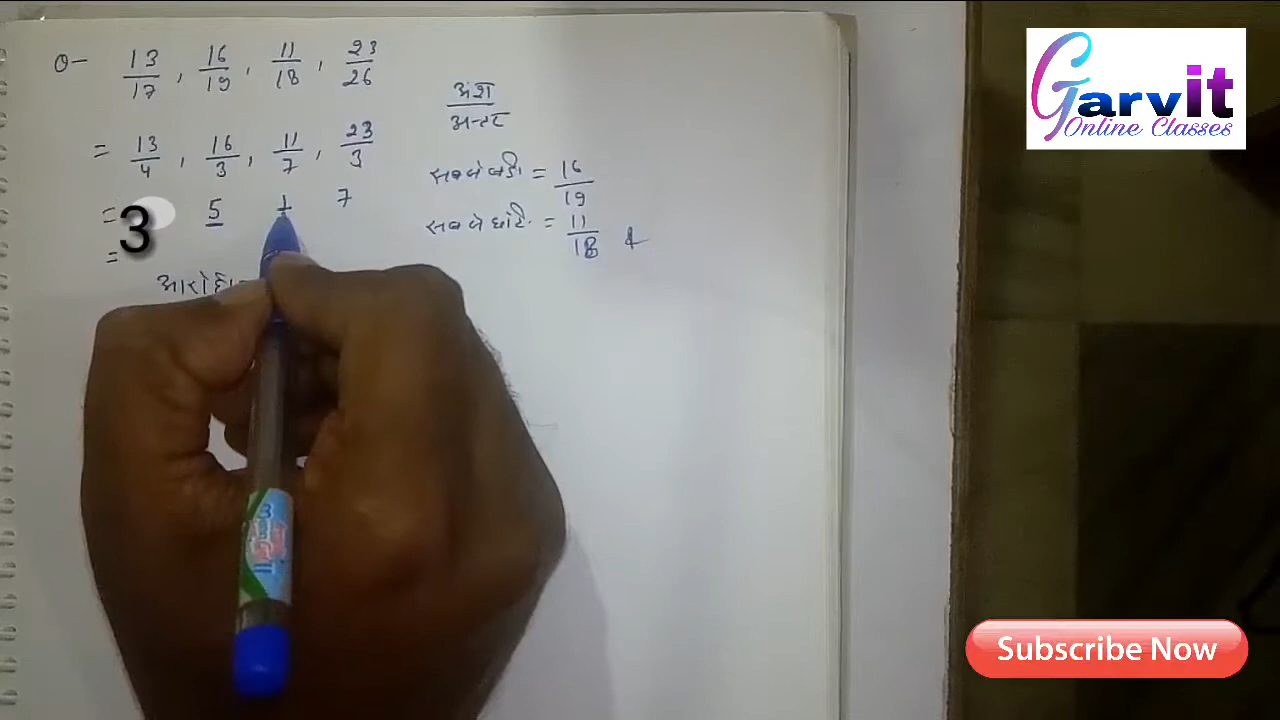 Q- 13/17 , 16/19 , 11/18 , 23/26
= 13/4 , 16/3 , 11/7 , 23/3
= 3 5 1 7
=
अंश
अन्तर
सबसे बड़ी = 16/19
सबसे छोटी = 11/18
Garvit
Online Classes
Subscribe Now